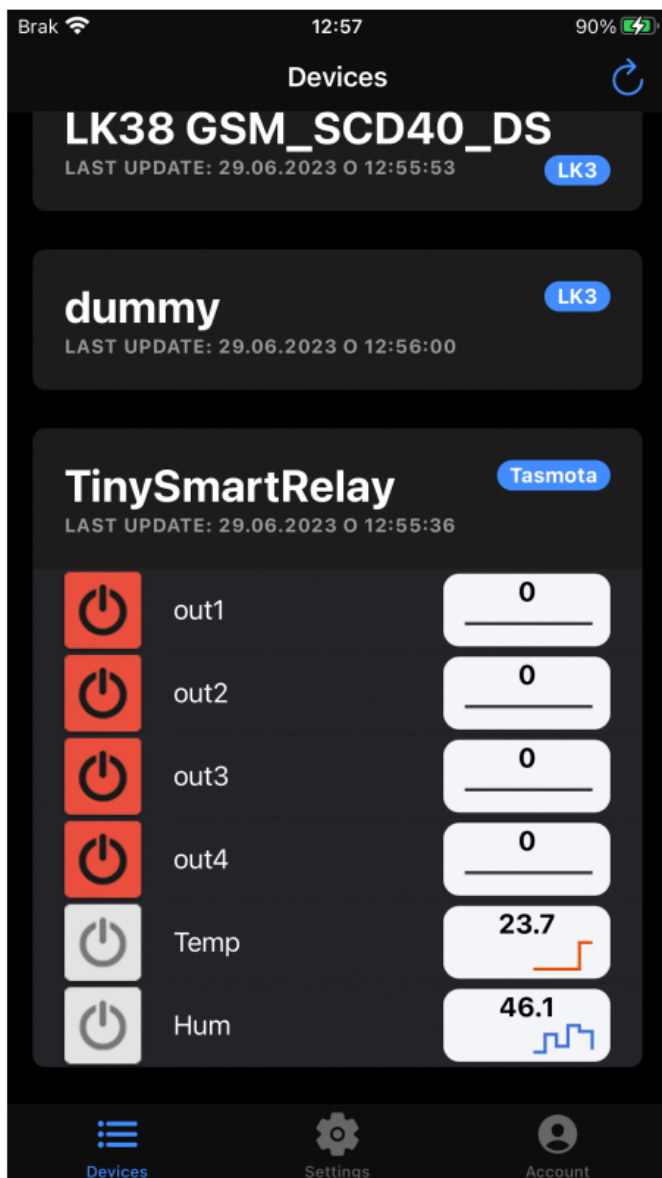 Brak 12:57 90%
Devices
LK38 GSM_SCD40_DS
LAST UPDATE: 29.06.2023 O 12:55:53 LK3
dummy LK3
LAST UPDATE: 29.06.2023 O 12:56:00
TinySmartRelay Tasmota
LAST UPDATE: 29.06.2023 O 12:55:36
out1 0
out2 0
out3 0
out4 0
Temp 23.7
Hum 46.1
Devices Settings Account